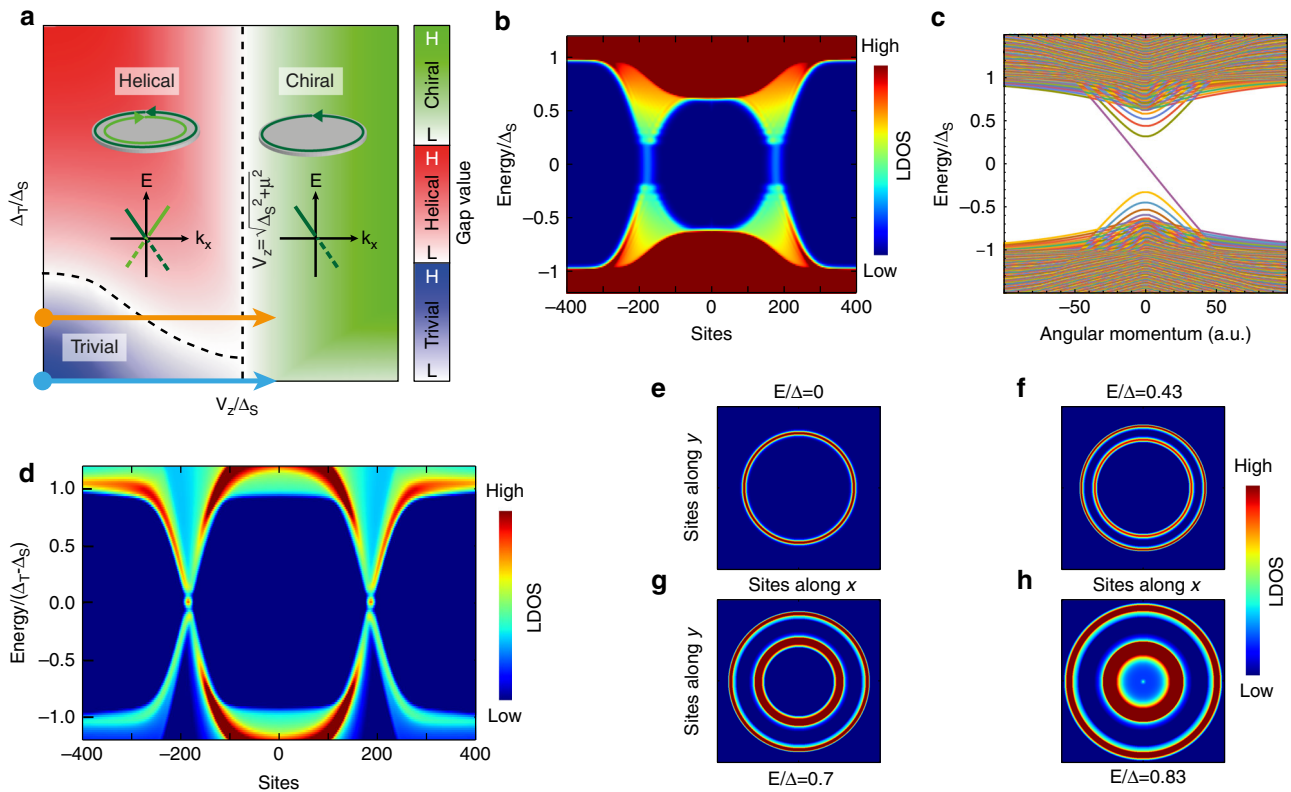 a
Δ_T/Δ_S
Helical
Chiral
E
k_x
E
k_x
V_z=√Δ_S²+μ²
Trivial
V_z/Δ_S
H
Chiral
L
H
Helical
L
H
Trivial
L
Gap value
b
Energy/Δ_S
1
0.5
0
−0.5
−1
−400
−200
0
200
400
Sites
High
LDOS
Low
c
Energy/Δ_S
1
0.5
0
−0.5
−1
−50
0
50
Angular momentum (a.u.)
d
Energy/(Δ_T-Δ_S)
1.0
0.5
0.0
−0.5
−1.0
−400
−200
0
200
400
Sites
High
LDOS
Low
e
E/Δ=0
Sites along y
f
E/Δ=0.43
g
Sites along x
Sites along y
E/Δ=0.7
h
Sites along x
E/Δ=0.83
High
LDOS
Low